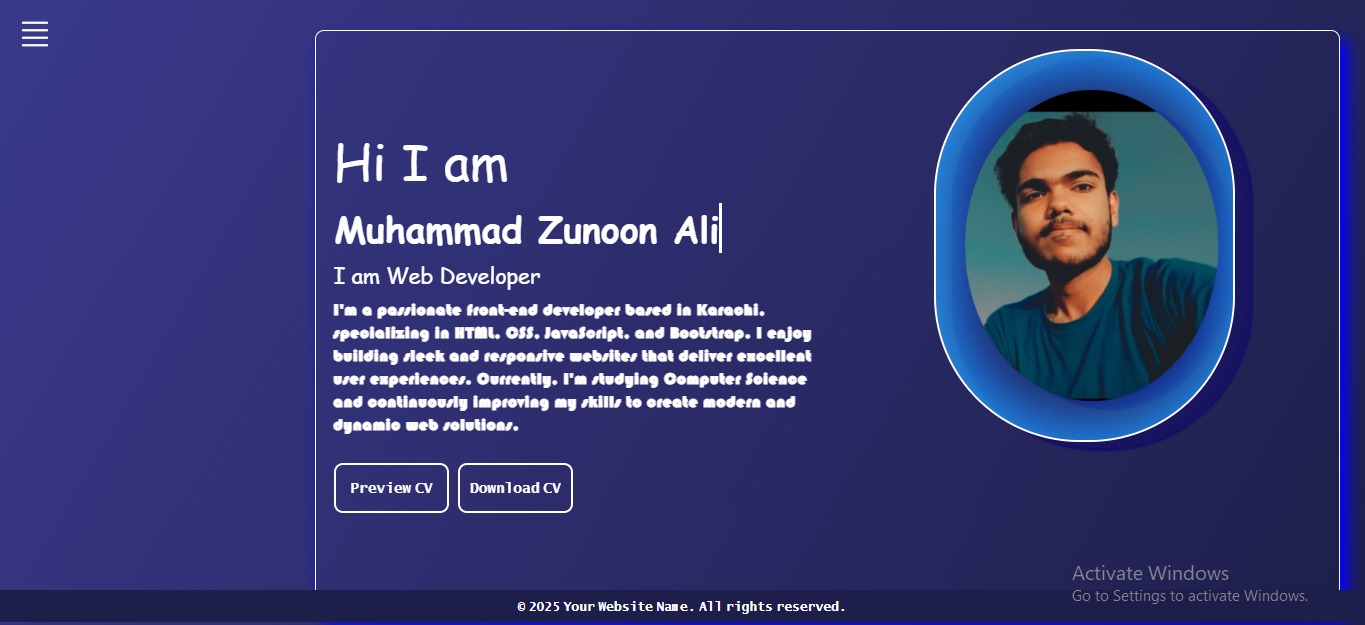 Hi I am
Muhammad Zunoon Ali
I am Web Developer
I'm a passionate front-end developer based in Karachi,
specializing in HTML, CSS, JavaScript, and Bootstrap. I enjoy
building sleek and responsive websites that deliver excellent
user experiences. Currently, I'm studying Computer Science
and continuously improving my skills to create modern and
dynamic web solutions.
Preview CV
Download CV
Activate Windows
Go to Settings to activate Windows.
© 2025 Your Website Name. All rights reserved.